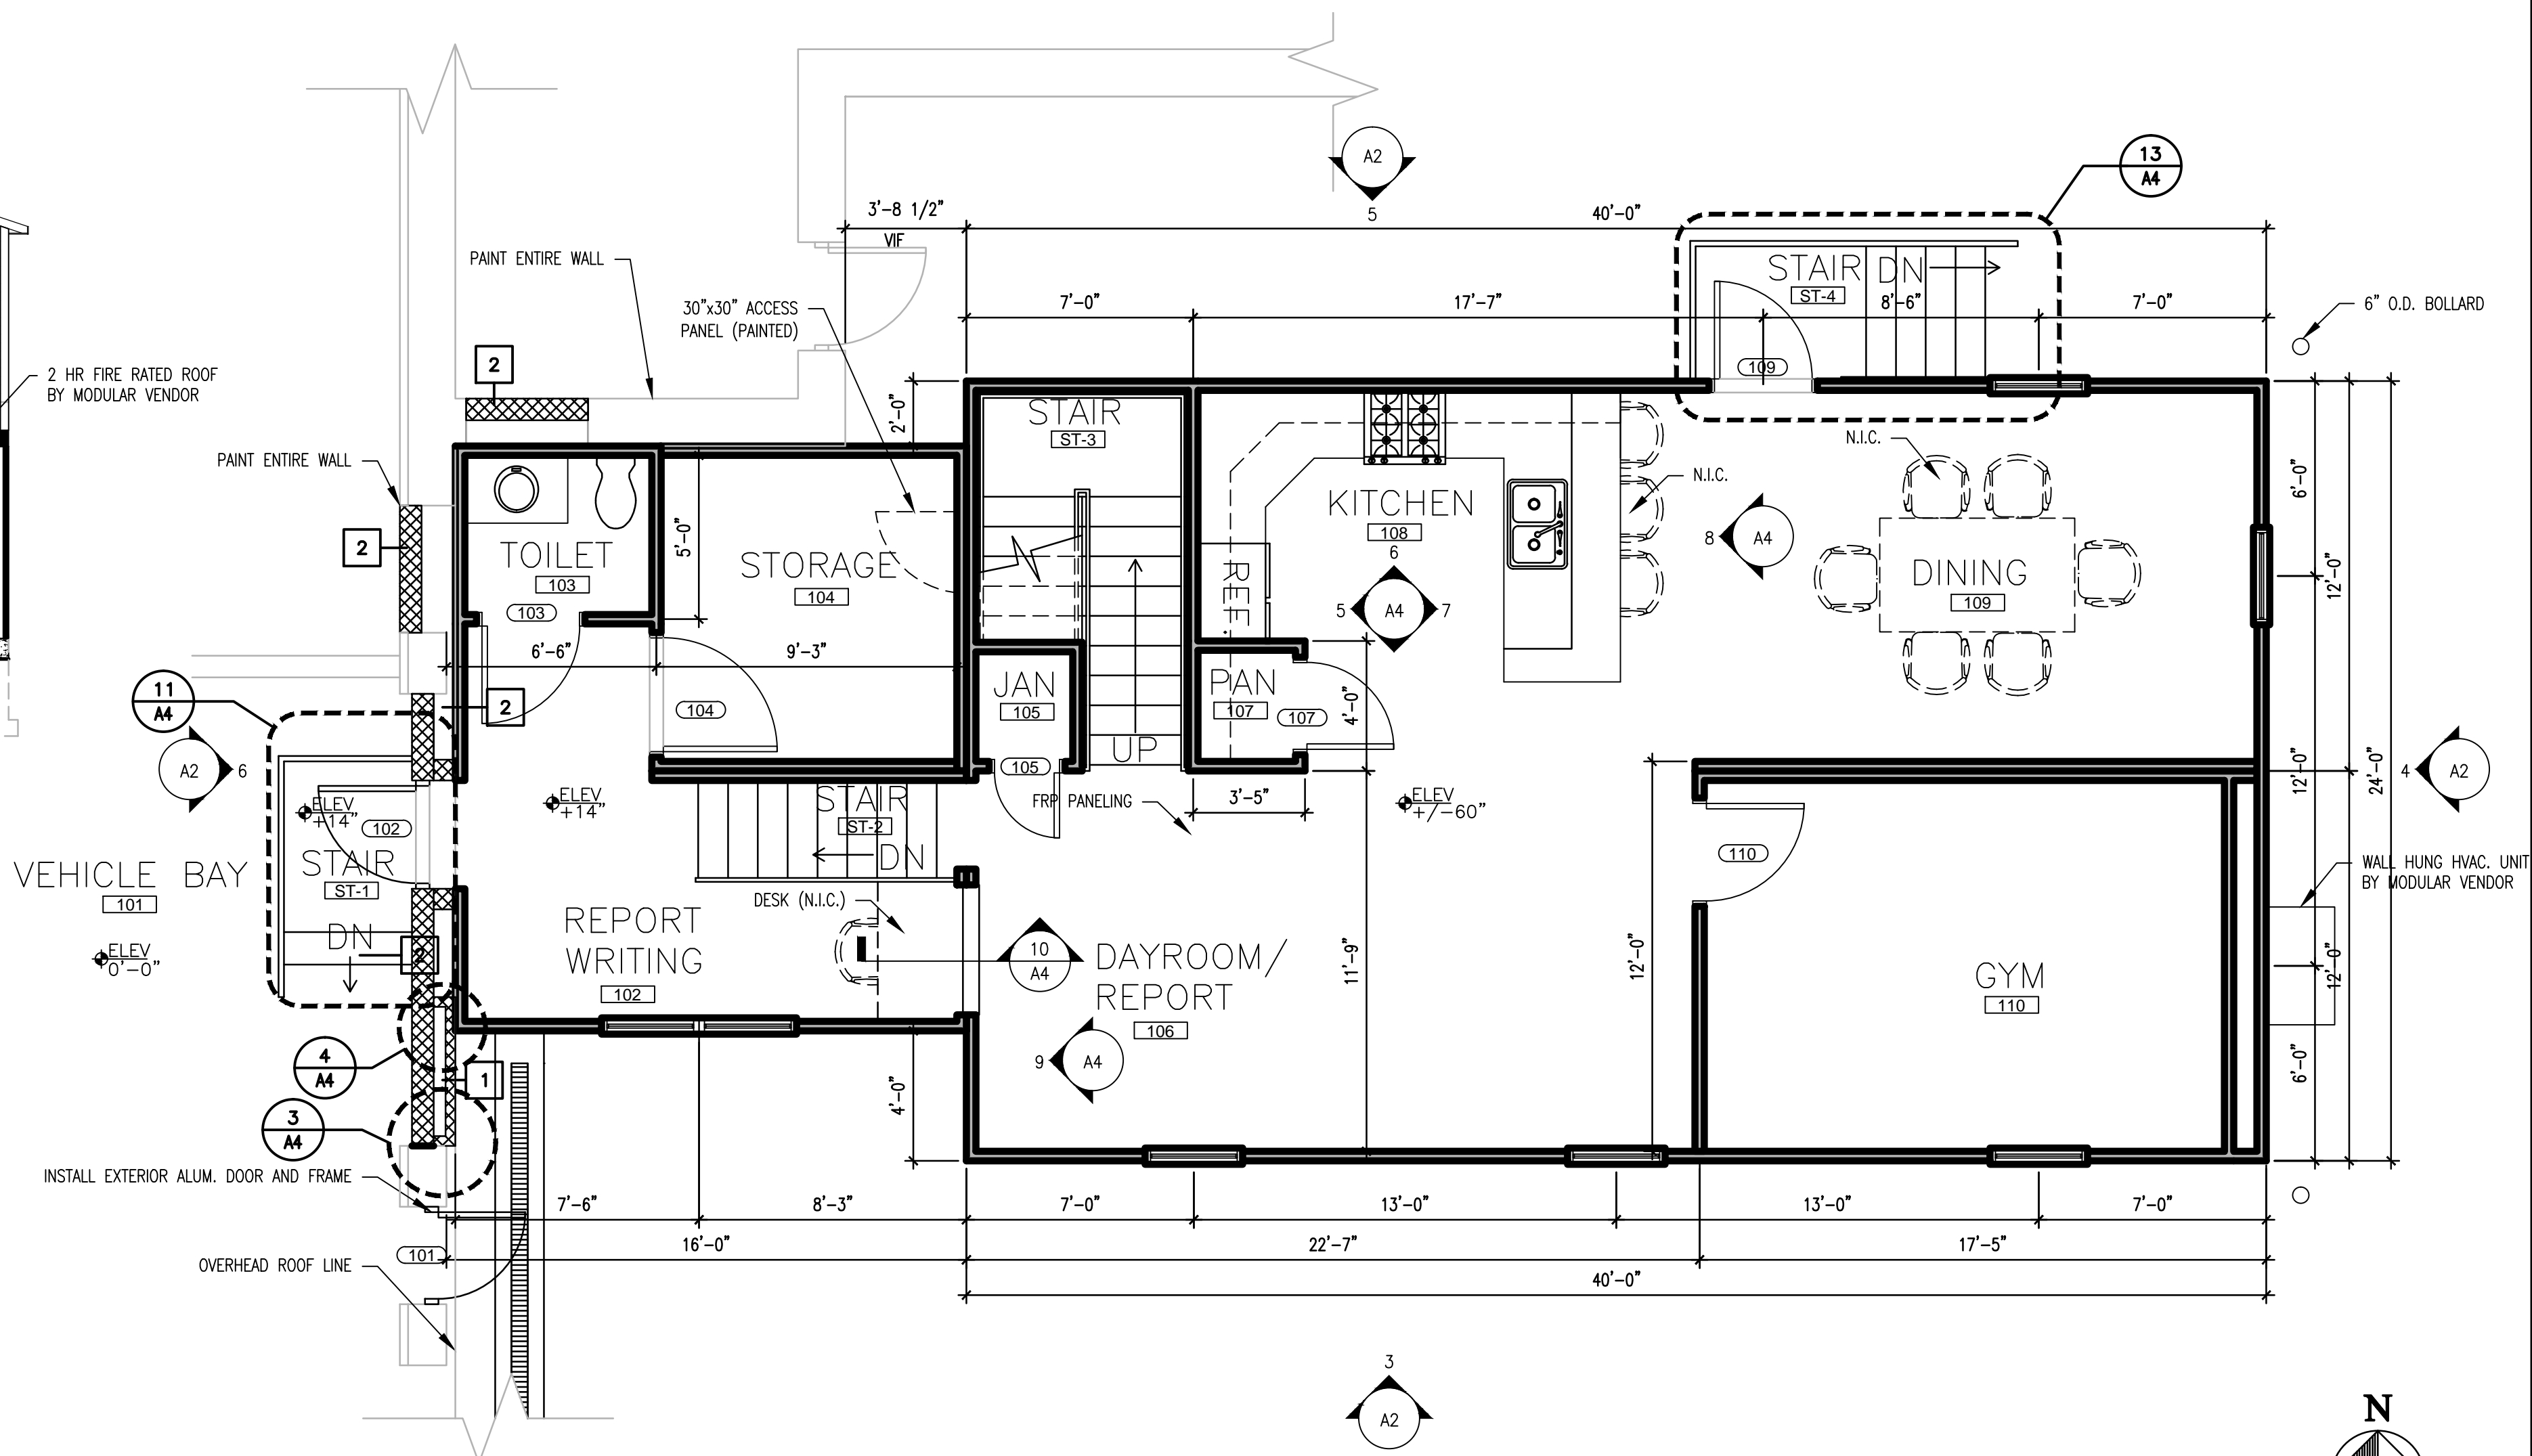 A2
5
13
A4
3'-8 1/2"
VIF
40'-0"
PAINT ENTIRE WALL
30"x30" ACCESS
PANEL (PAINTED)
7'-0"
17'-7"
STAIR
ST-4
DN
8'-6"
7'-0"
6" O.D. BOLLARD
2 HR FIRE RATED ROOF
BY MODULAR VENDOR
2
109
2'-0"
STAIR
ST-3
PAINT ENTIRE WALL
N.I.C.
N.I.C.
6'-0"
KITCHEN
108
6
5
A4
7
8
A4
2
TOILET
103
103
5'-0"
STORAGE
104
REF.
DINING
109
12'-0"
6'-6"
9'-3"
11
A4
2
104
JAN
105
105
PAN
107
107
4'-0"
UP
A2
6
4
A2
12'-0"
24'-0"
ELEV
+14"
102
ELEV
+14"
STAIR
ST-2
DN
FRP PANELING
3'-5"
ELEV
+/-60"
VEHICLE BAY
101
STAIR
ST-1
DN
2
ELEV
0'-0"
110
WALL HUNG HVAC. UNIT
BY MODULAR VENDOR
DESK (N.I.C.)
REPORT
WRITING
102
10
A4
DAYROOM/
REPORT
106
11'-9"
12'-0"
GYM
110
12'-0"
9
A4
4
A4
1
4'-0"
6'-0"
3
A4
INSTALL EXTERIOR ALUM. DOOR AND FRAME
7'-6"
8'-3"
7'-0"
13'-0"
13'-0"
7'-0"
101
16'-0"
22'-7"
17'-5"
OVERHEAD ROOF LINE
40'-0"
3
A2
N